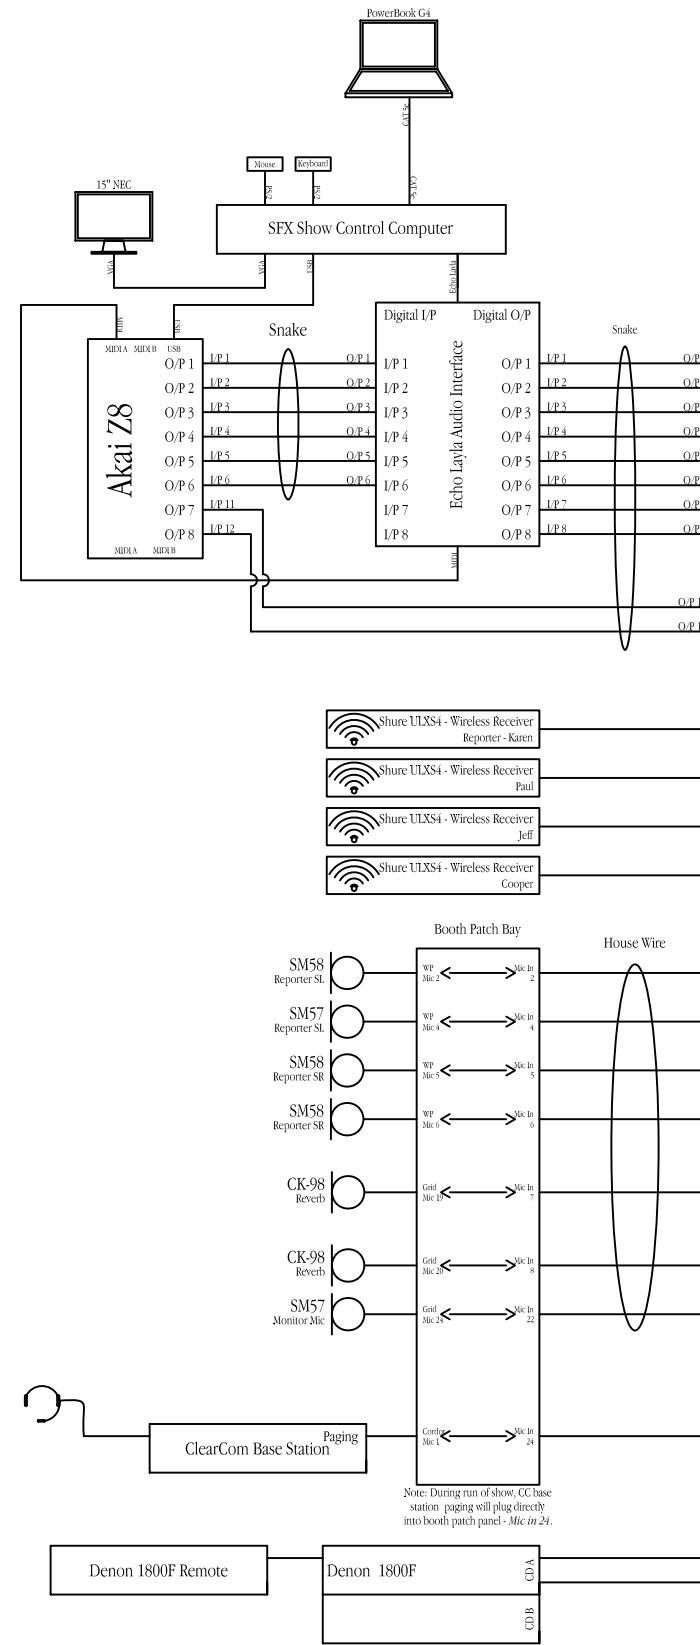 PowerBook G4
CAT 5e
Mouse
Keyboard
PS/2
PS/2
CAT 5e
15" NEC
SFX Show Control Computer
VGA
VGA
USB
Echo Layla
MIDI
USB
Snake
Digital I/P
Digital O/P
Snake
MIDI A
MIDI B
USB
Akai Z8
Echo Layla Audio Interface
O/P 1
I/P 1
O/P 1
I/P 1
O/P 1
I/P 1
O/P
O/P 2
I/P 2
O/P 2
I/P 2
O/P 2
I/P 2
O/P
O/P 3
I/P 3
O/P 3
I/P 3
O/P 3
I/P 3
O/P
O/P 4
I/P 4
O/P 4
I/P 4
O/P 4
I/P 4
O/P
O/P 5
I/P 5
O/P 5
I/P 5
O/P 5
I/P 5
O/P
O/P 6
I/P 6
O/P 6
I/P 6
O/P 6
I/P 6
O/P
O/P 7
I/P 11
I/P 7
O/P 7
I/P 7
O/P
O/P 8
I/P 12
I/P 8
O/P 8
I/P 8
O/P
MIDI A
MIDI B
MIDI
O/P 1
O/P 1
Shure ULXS4 - Wireless Receiver
Reporter - Karen
Shure ULXS4 - Wireless Receiver
Paul
Shure ULXS4 - Wireless Receiver
Jeff
Shure ULXS4 - Wireless Receiver
Cooper
Booth Patch Bay
House Wire
SM58
Reporter SL
WP
Mic 2
Mic In
2
SM57
Reporter SL
WP
Mic 4
Mic In
4
SM58
Reporter SR
WP
Mic 5
Mic In
5
SM58
Reporter SR
WP
Mic 6
Mic In
6
CK-98
Reverb
Grid
Mic 19
Mic In
7
CK-98
Reverb
Grid
Mic 20
Mic In
8
SM57
Monitor Mic
Grid
Mic 24
Mic In
22
Paging
ClearCom Base Station
Mic 1
Mic In
24
Note: During run of show, CC base
station paging will plug directly
into booth patch panel - Mic in 24.
Denon 1800F Remote
Denon 1800F
CD A
CD B